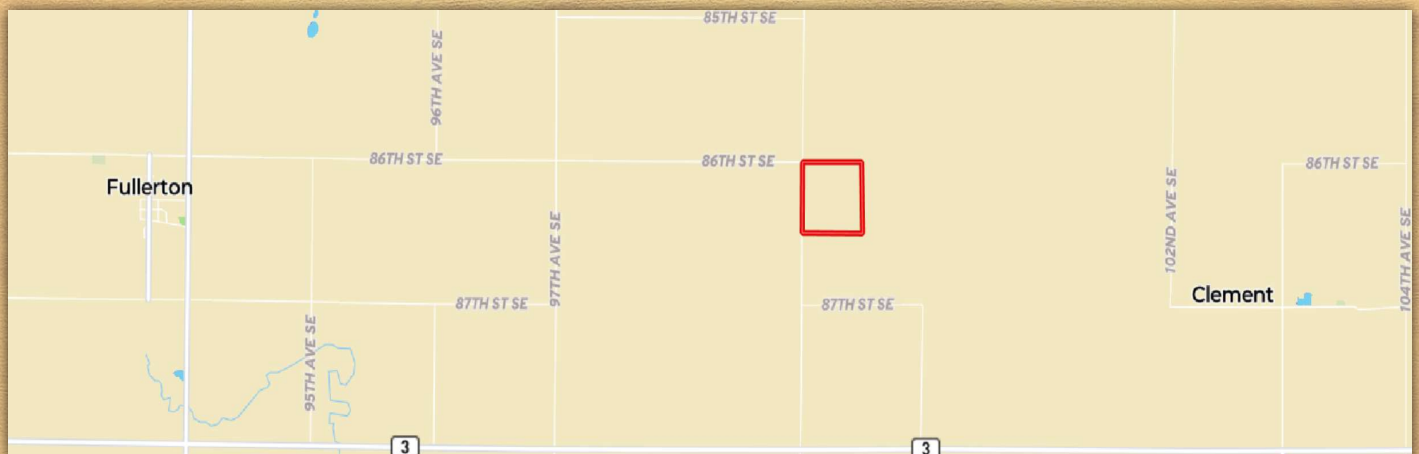 85TH ST SE
96TH AVE SE
86TH ST SE
86TH ST SE
86TH ST SE
Fullerton
97TH AVE SE
102ND AVE SE
104TH AVE SE
87TH ST SE
87TH ST SE
Clement
95TH AVE SE
3
3